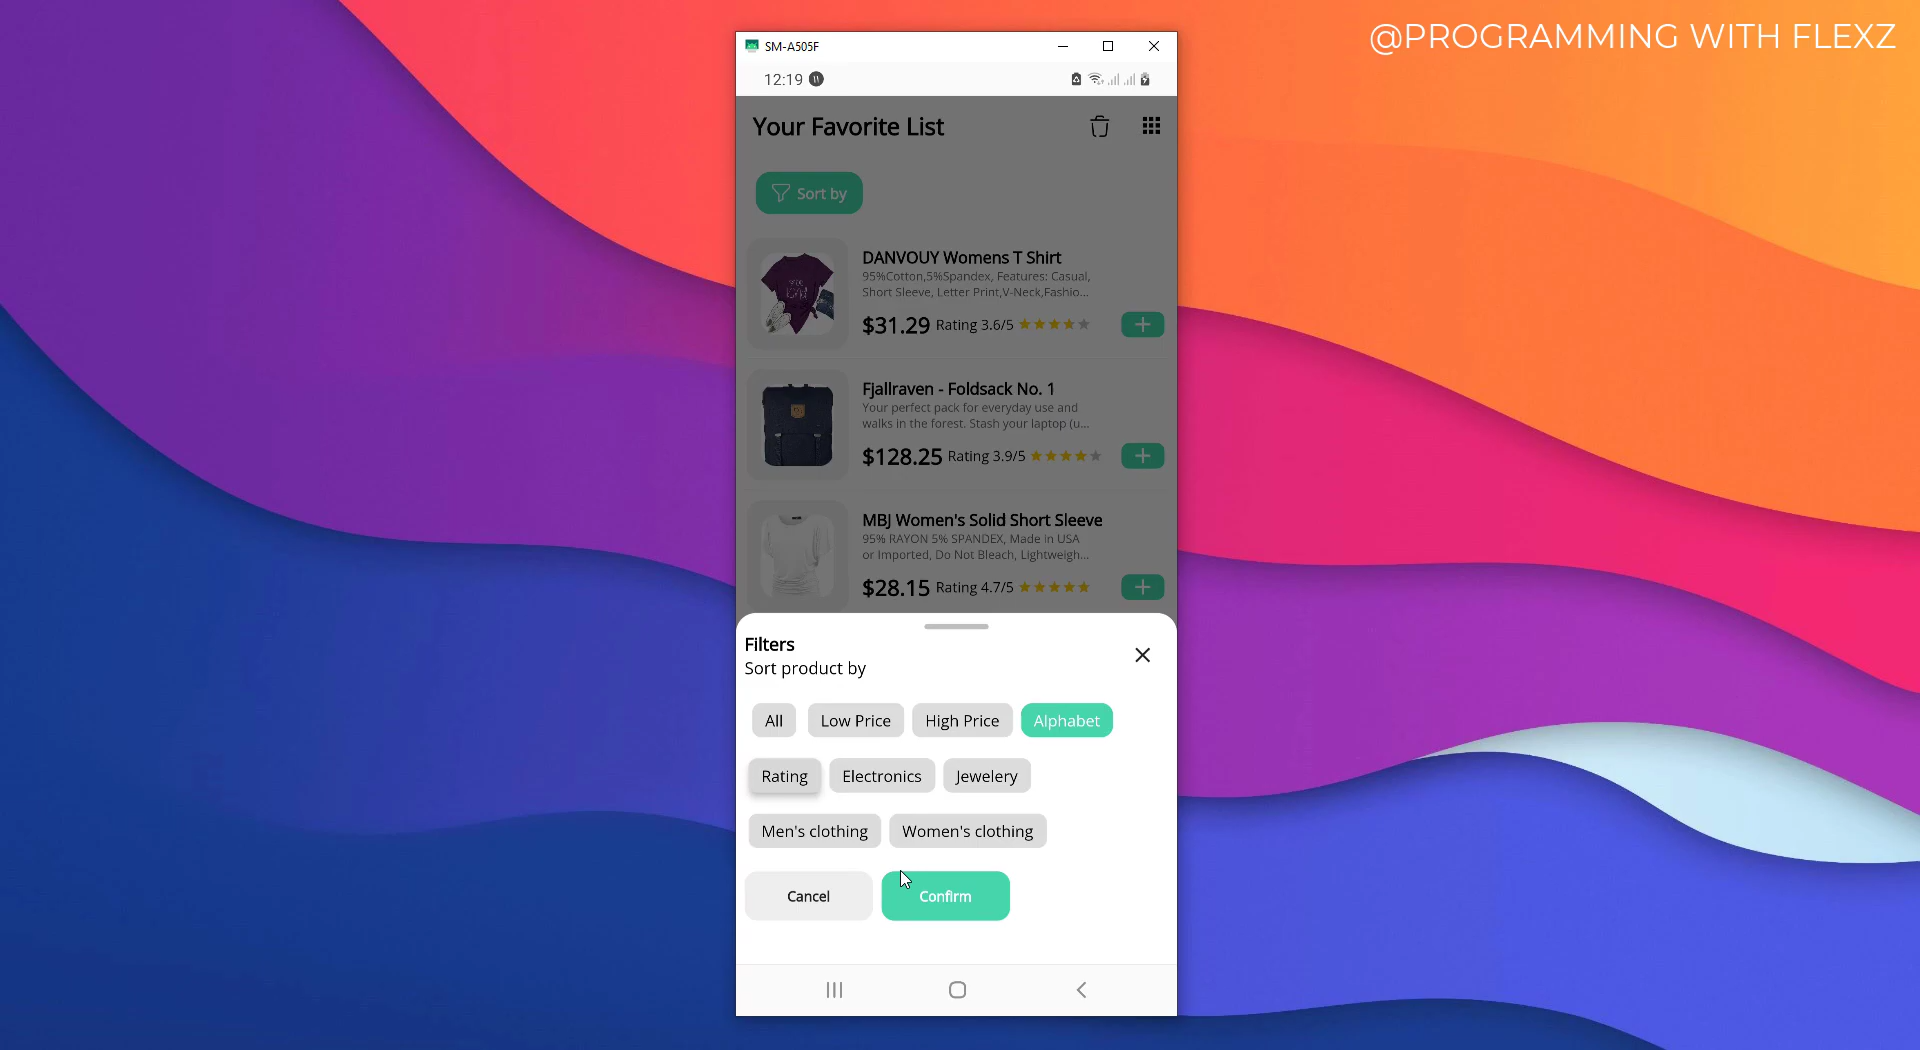 @PROGRAMMING WITH FLEXZ
SM-A505F
12:19
Your Favorite List
Sort by
DANVOUY Womens T Shirt
95%Cotton,5%Spandex, Features: Casual,
Short Sleeve, Letter Print,V-Neck,Fashio...
$31.29 Rating 3.6/5
Fjallraven - Foldsack No. 1
Your perfect pack for everyday use and
walks in the forest. Stash your laptop (u...
$128.25 Rating 3.9/5
MBJ Women's Solid Short Sleeve
95% RAYON 5% SPANDEX, Made in USA
or Imported, Do Not Bleach, Lightweigh...
$28.15 Rating 4.7/5
Filters
Sort product by
All Low Price High Price Alphabet
Rating Electronics Jewelery
Men's clothing Women's clothing
Cancel Confirm